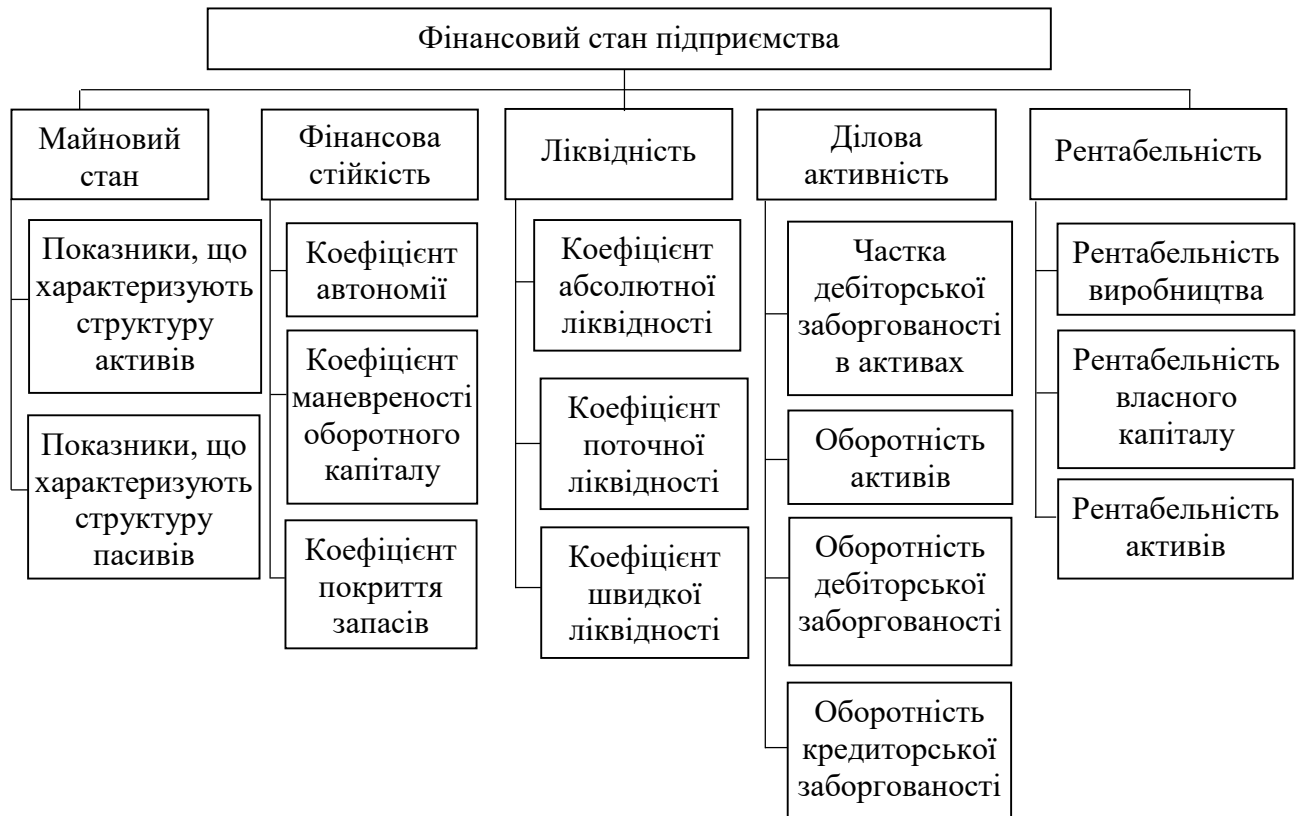 Фінансовий стан підприємства
Майновий
стан
Показники, що
характеризують
структуру
активів
Показники, що
характеризують
структуру
пасивів
Фінансова
стійкість
Коефіцієнт
автономії
Коефіцієнт
маневреності
оборотного
капіталу
Коефіцієнт
покриття
запасів
Ліквідність
Коефіцієнт
абсолютної
ліквідності
Коефіцієнт
поточної
ліквідності
Коефіцієнт
швидкої
ліквідності
Ділова
активність
Частка
дебіторської
заборгованості
в активах
Оборотність
активів
Оборотність
дебіторської
заборгованості
Оборотність
кредиторської
заборгованості
Рентабельність
Рентабельність
виробництва
Рентабельність
власного
капіталу
Рентабельність
активів